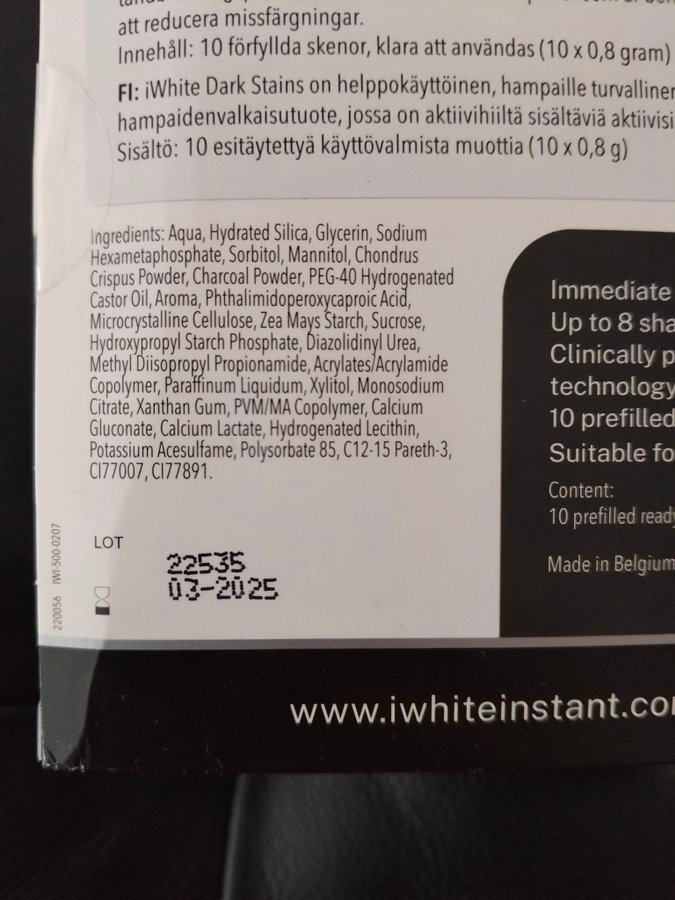 att reducera missfärgningar.
Innehåll: 10 förfyllda skenor, klara att användas (10 x 0,8 gram)
FI: iWhite Dark Stains on helppokäyttöinen, hampaille turvallinen
hampaidenvalkaisutuote, jossa on aktiivihiiltä sisältäviä
Sisältö: 10 esitäytettyä käyttövalmista muottia (10 x 0,8 g)
Ingredients: Aqua, Hydrated Silica, Glycerin, Sodium
Hexametaphosphate, Sorbitol, Mannitol, Chondrus
Crispus Powder, Charcoal Powder, PEG-40 Hydrogenated
Castor Oil, Aroma, Phthalimidoperoxycaproic Acid,
Microcrystalline Cellulose, Zea Mays Starch, Sucrose,
Hydroxypropyl Starch Phosphate, Diazolidinyl Urea,
Methyl Diisopropyl Propionamide, Acrylates/Acrylamide
Copolymer, Paraffinum Liquidum, Xylitol, Monosodium
Citrate, Xanthan Gum, PVM/MA Copolymer, Calcium
Gluconate, Calcium Lactate, Hydrogenated Lecithin,
Potassium Acesulfame, Polysorbate 85, C12-15 Pareth-3,
CI77007, CI77891.
Immediate
Up to 8
Clinically
technology
10 prefilled
Suitable
Content:
10 prefilled
Made in Belgium
LOT
22535
03-2025
220056 IWI-500-0207
www.iwhiteinstant.co